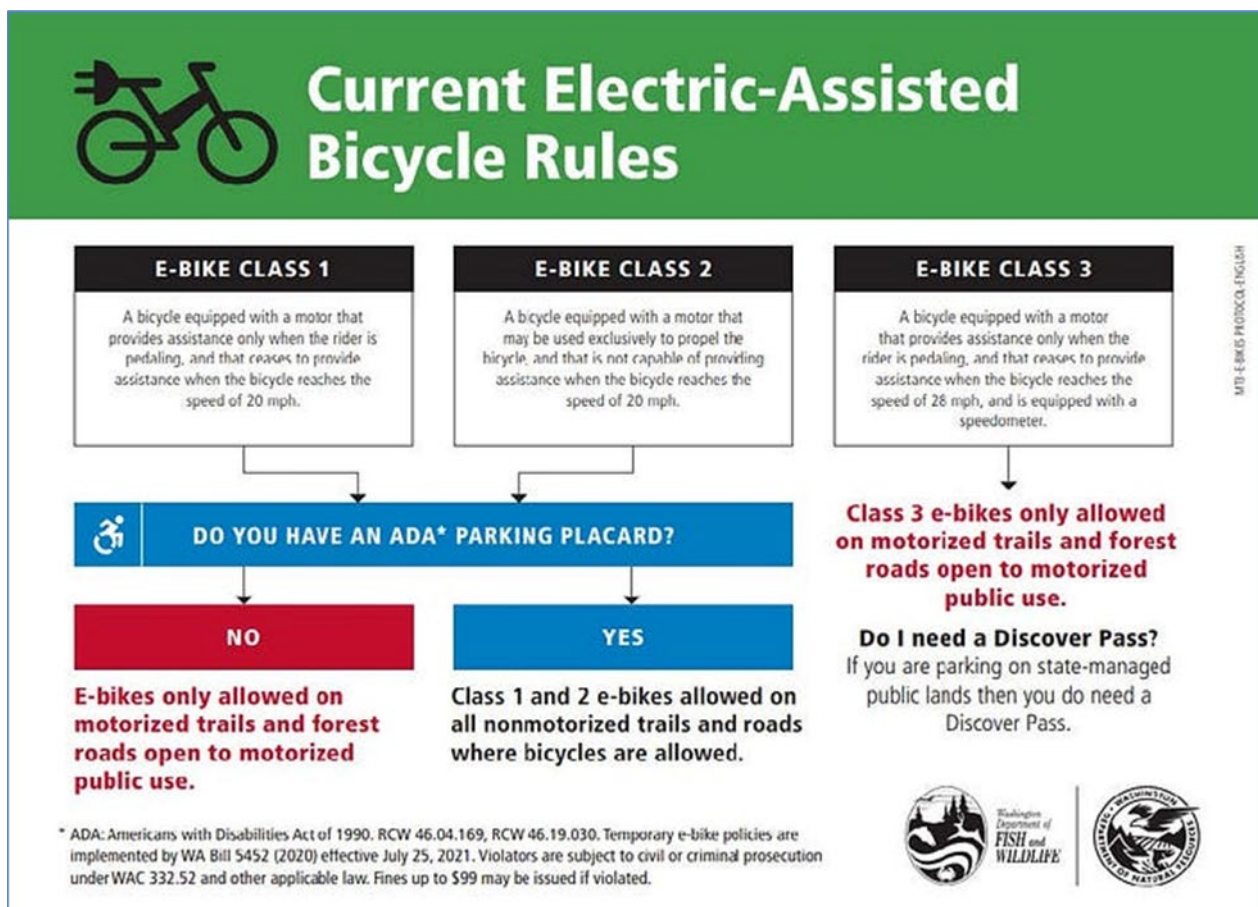 Current Electric-Assisted
Bicycle Rules
E-BIKE CLASS 1
A bicycle equipped with a motor that
provides assistance only when the rider is
pedaling, and that ceases to provide
assistance when the bicycle reaches the
speed of 20 mph.
E-BIKE CLASS 2
A bicycle equipped with a motor that
may be used exclusively to propel the
bicycle, and that is not capable of providing
assistance when the bicycle reaches the
speed of 20 mph.
E-BIKE CLASS 3
A bicycle equipped with a motor
that provides assistance only when the
rider is pedaling, and that ceases to provide
assistance when the bicycle reaches the
speed of 28 mph, and is equipped with a
speedometer.
MTB-E-BIKES PROTOCOL-ENGLISH
DO YOU HAVE AN ADA* PARKING PLACARD?
NO
E-bikes only allowed on
motorized trails and forest
roads open to motorized
public use.
YES
Class 1 and 2 e-bikes allowed on
all nonmotorized trails and roads
where bicycles are allowed.
Class 3 e-bikes only allowed
on motorized trails and forest
roads open to motorized
public use.
Do I need a Discover Pass?
If you are parking on state-managed
public lands then you do need a
Discover Pass.
* ADA: Americans with Disabilities Act of 1990. RCW 46.04.169, RCW 46.19.030. Temporary e-bike policies are
implemented by WA Bill 5452 (2020) effective July 25, 2021. Violators are subject to civil or criminal prosecution
under WAC 332.52 and other applicable law. Fines up to $99 may be issued if violated.
Washington
Department of
FISH and
WILDLIFE
WASHINGTON
DEPARTMENT OF NATURAL RESOURCES